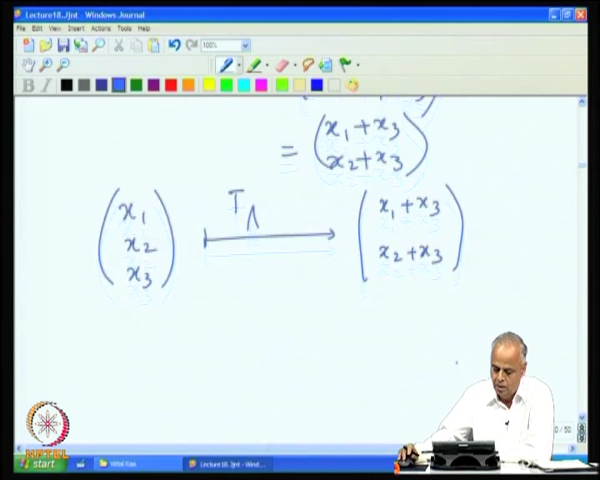 Lecture18.Jnt - Windows Journal
File Edit View Insert Actions Tools Help
100%
B I
= (x₁ + x₃
x₂ + x₃)
(x₁
x₂
x₃)
T_A
(x₁ + x₃
x₂ + x₃)
NPTEL
start
Lecture18.Jnt - Wind...